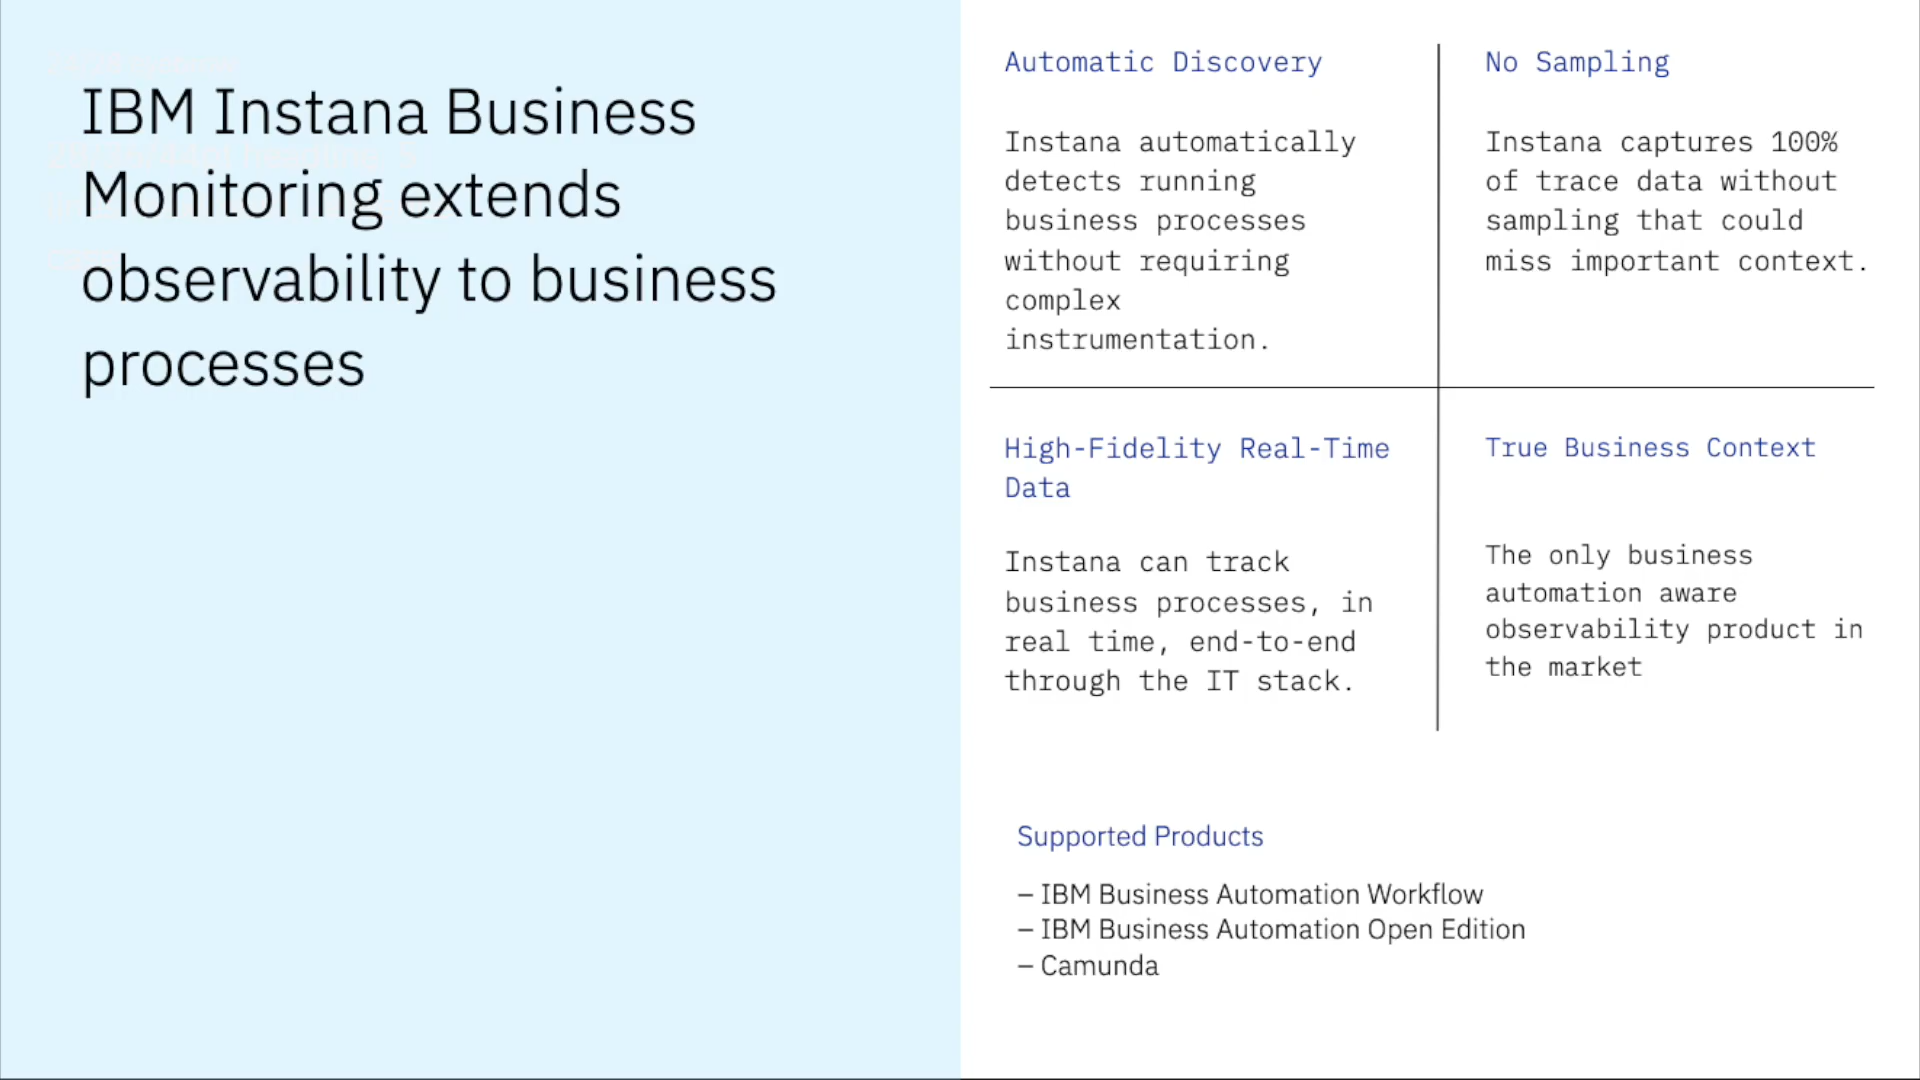 IBM Instana Business
Monitoring extends
observability to business
processes
Automatic Discovery
Instana automatically
detects running
business processes
without requiring
complex
instrumentation.
No Sampling
Instana captures 100%
of trace data without
sampling that could
miss important context.
High-Fidelity Real-Time
Data
Instana can track
business processes, in
real time, end-to-end
through the IT stack.
True Business Context
The only business
automation aware
observability product in
the market
Supported Products
– IBM Business Automation Workflow
– IBM Business Automation Open Edition
– Camunda